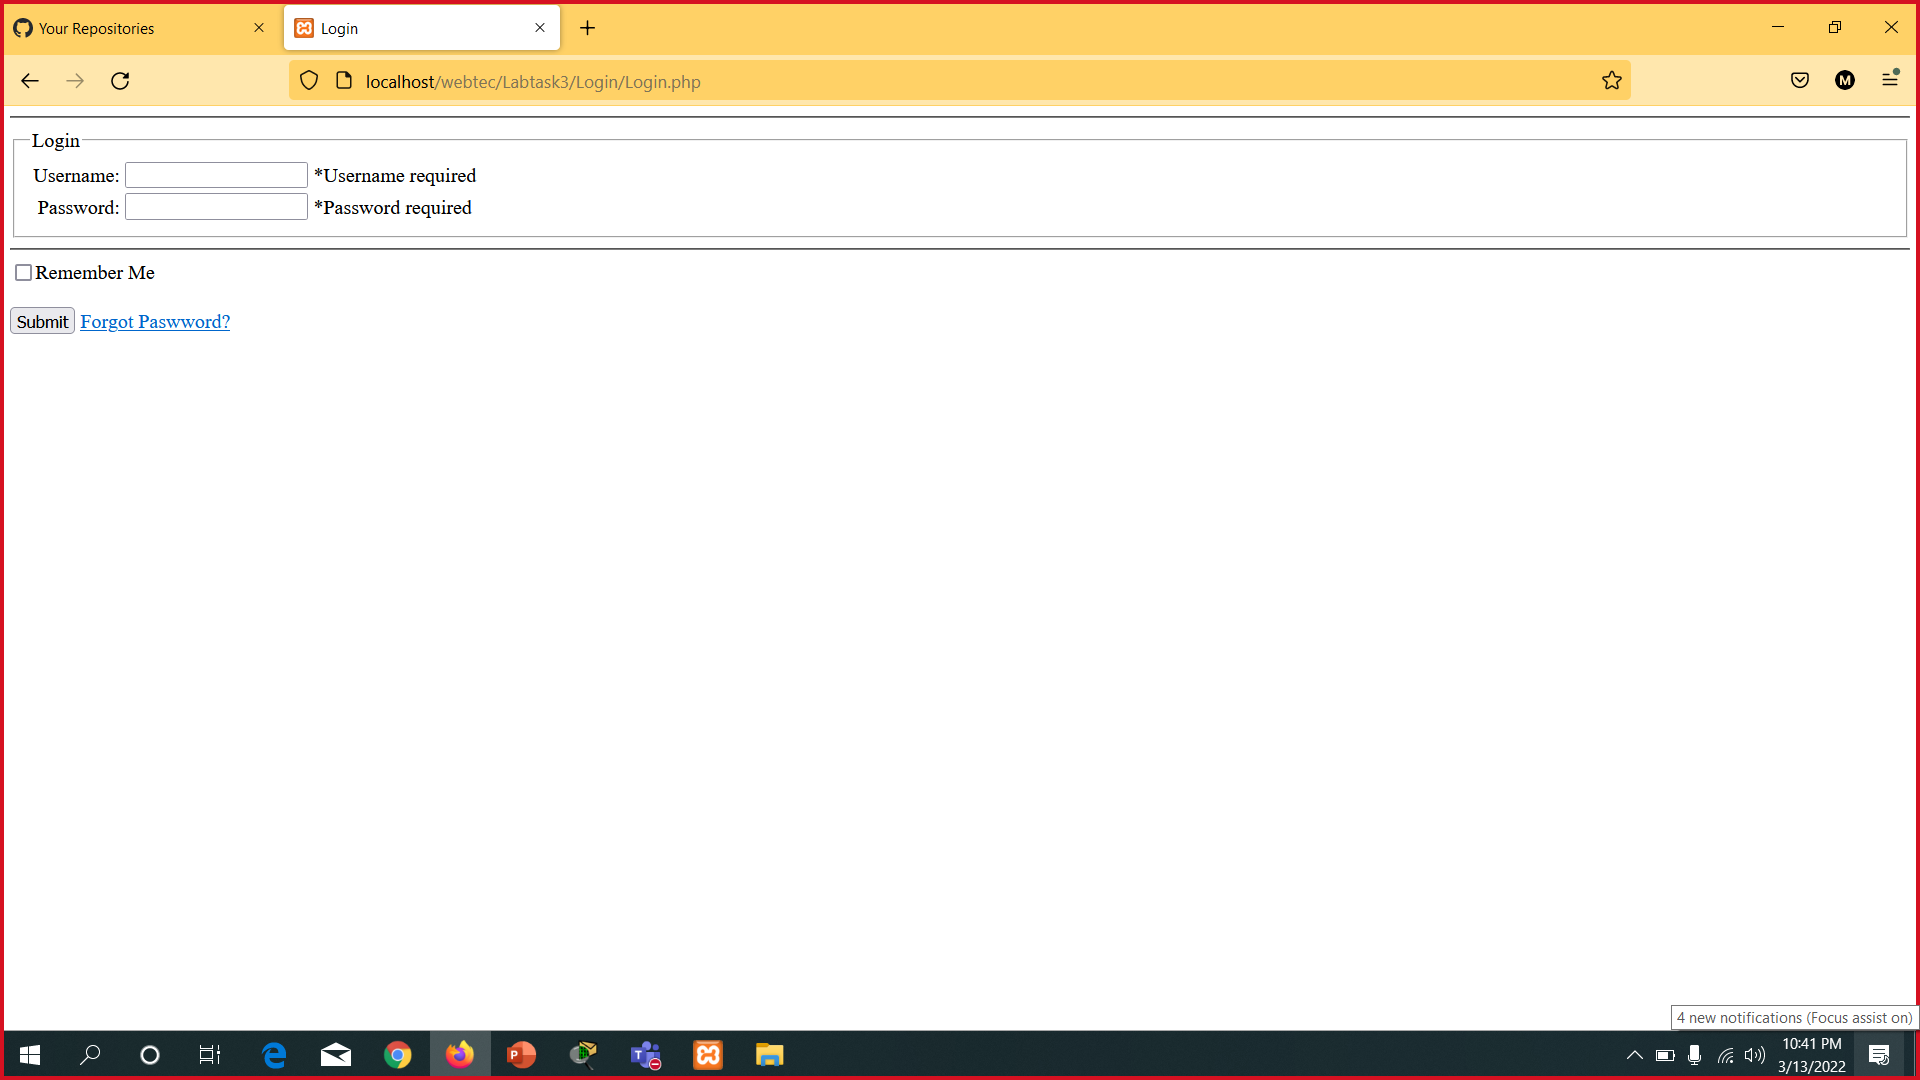 Your Repositories
Login
localhost/webtec/Labtask3/Login/Login.php
M
Login
Username: *Username required
Password: *Password required
Remember Me
Submit Forgot Paswword?
4 new notifications (Focus assist on)
10:41 PM
3/13/2022